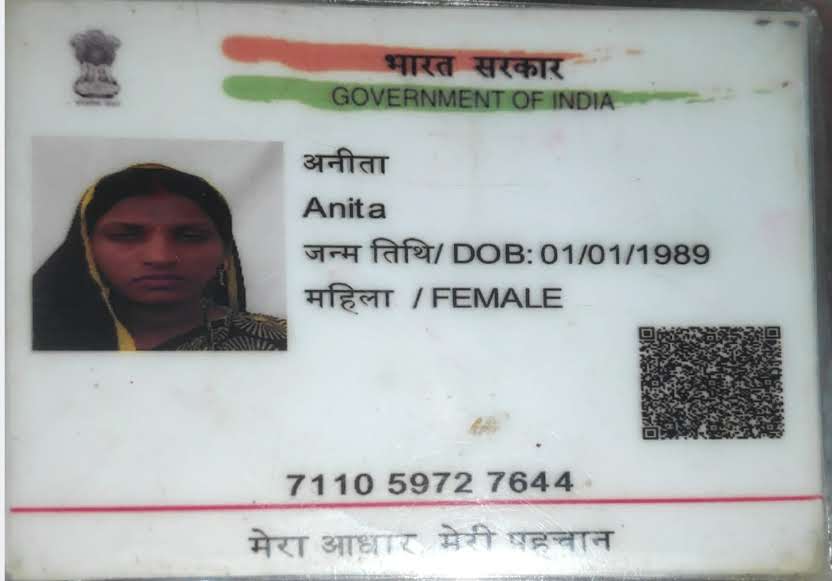 भारत सरकार
GOVERNMENT OF INDIA
अनीता
Anita
जन्म तिथि/ DOB: 01/01/1989
महिला / FEMALE
7110 5972 7644
मेरा आधार, मेरी पहचान